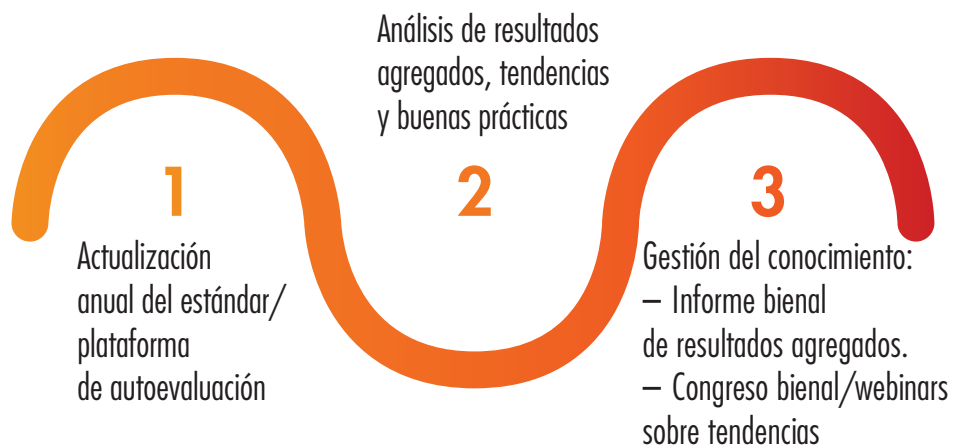 1
Actualización
anual del estándar/
plataforma
de autoevaluación
Análisis de resultados
agregados, tendencias
y buenas prácticas
2
3
Gestión del conocimiento:
– Informe bienal
de resultados agregados.
– Congreso bienal/webinars
sobre tendencias